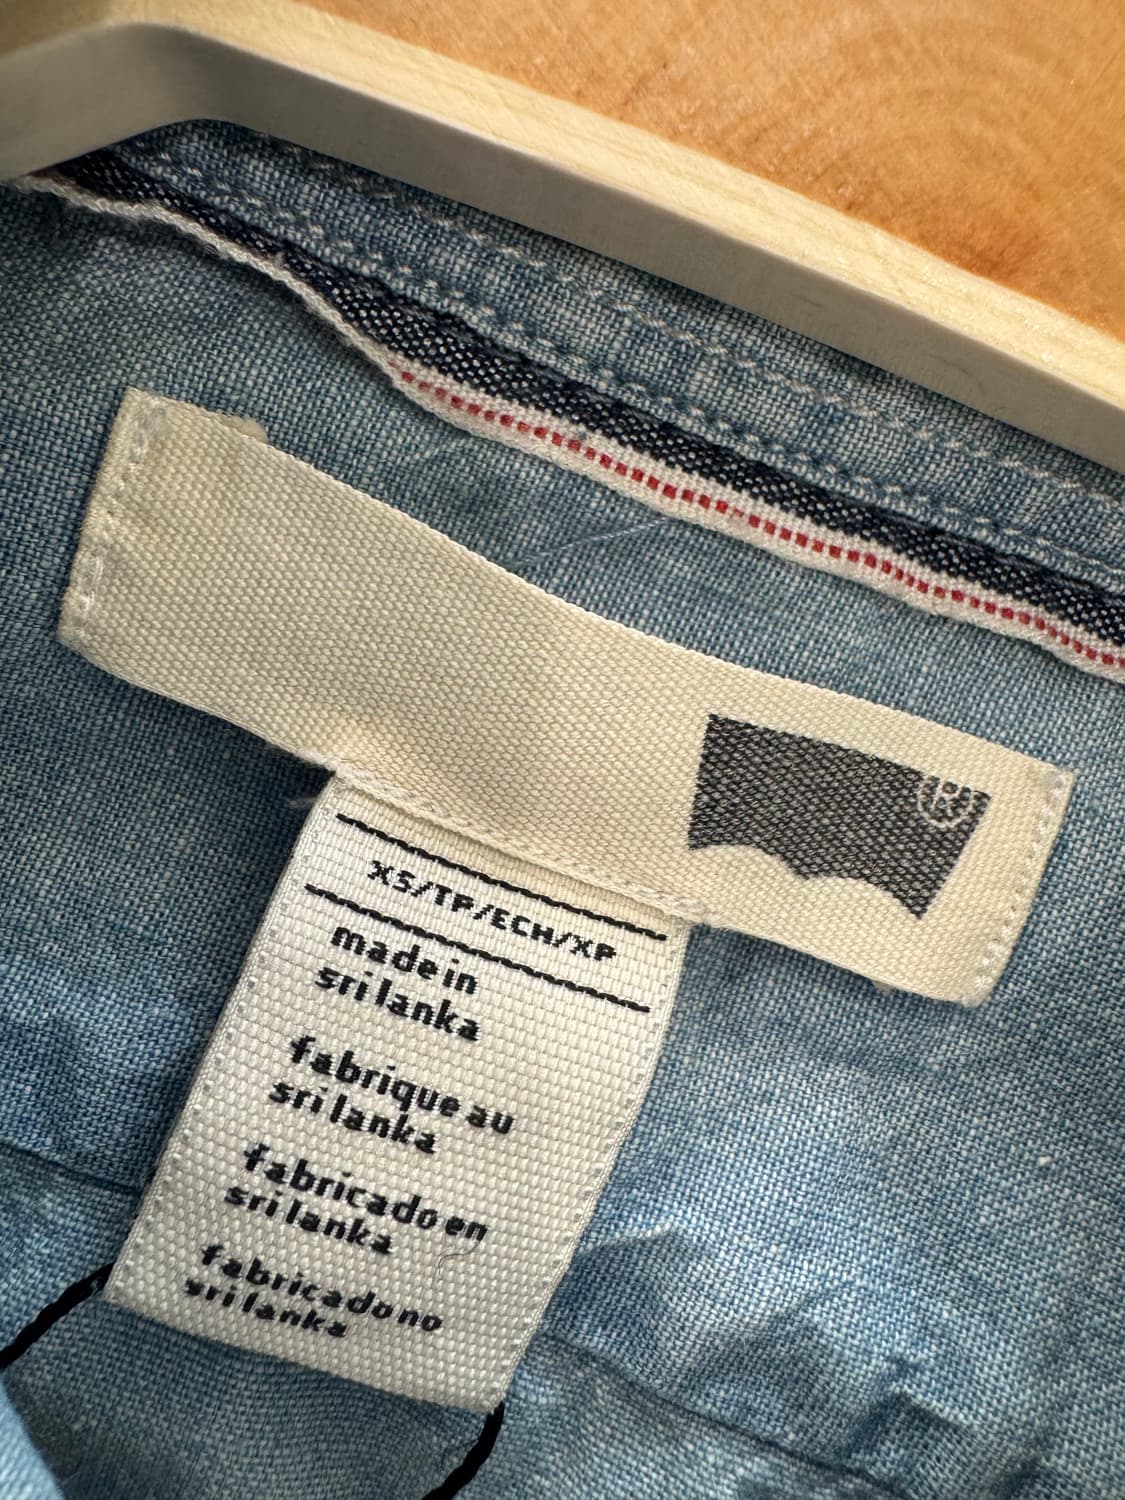 ®
XS/TP/ECH/XP
made in
sri lanka
fabrique au
sri lanka
fabricado en
sri lanka
fabricado no
sri lanka